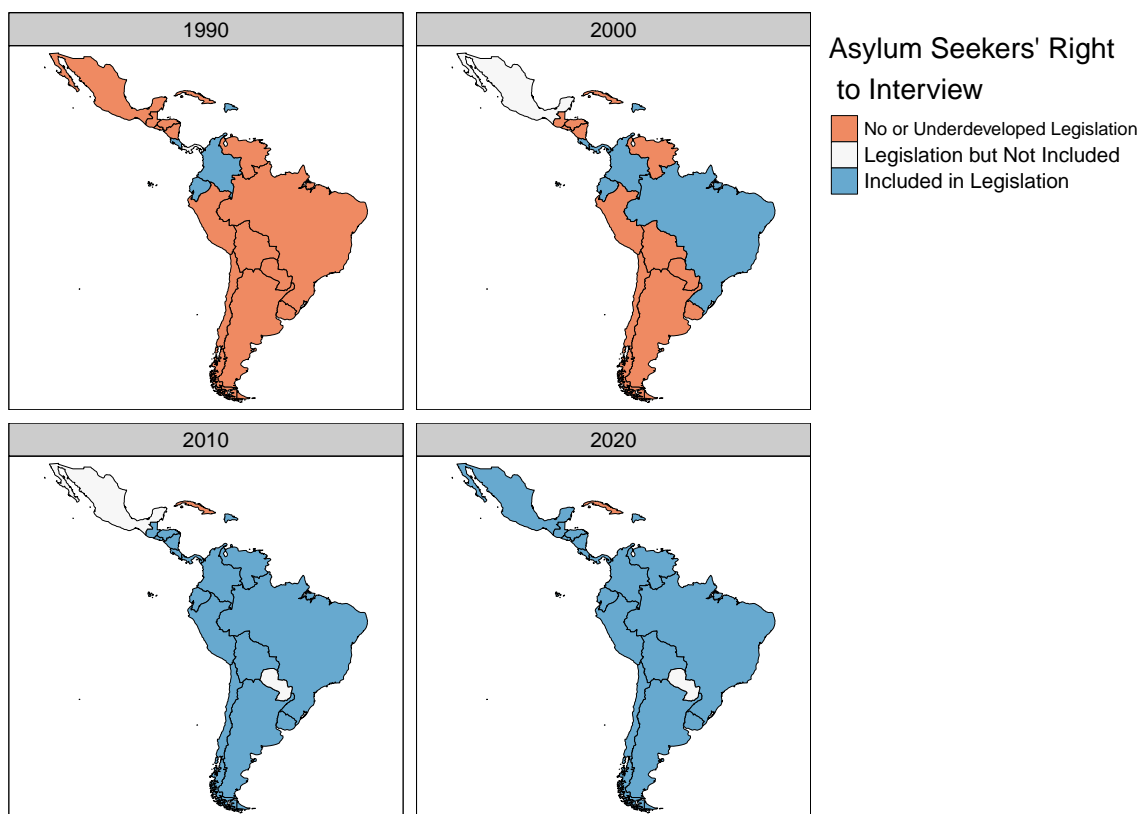 1990
2000
Asylum Seekers' Right
to Interview
No or Underdeveloped Legislation
Legislation but Not Included
Included in Legislation
2010
2020